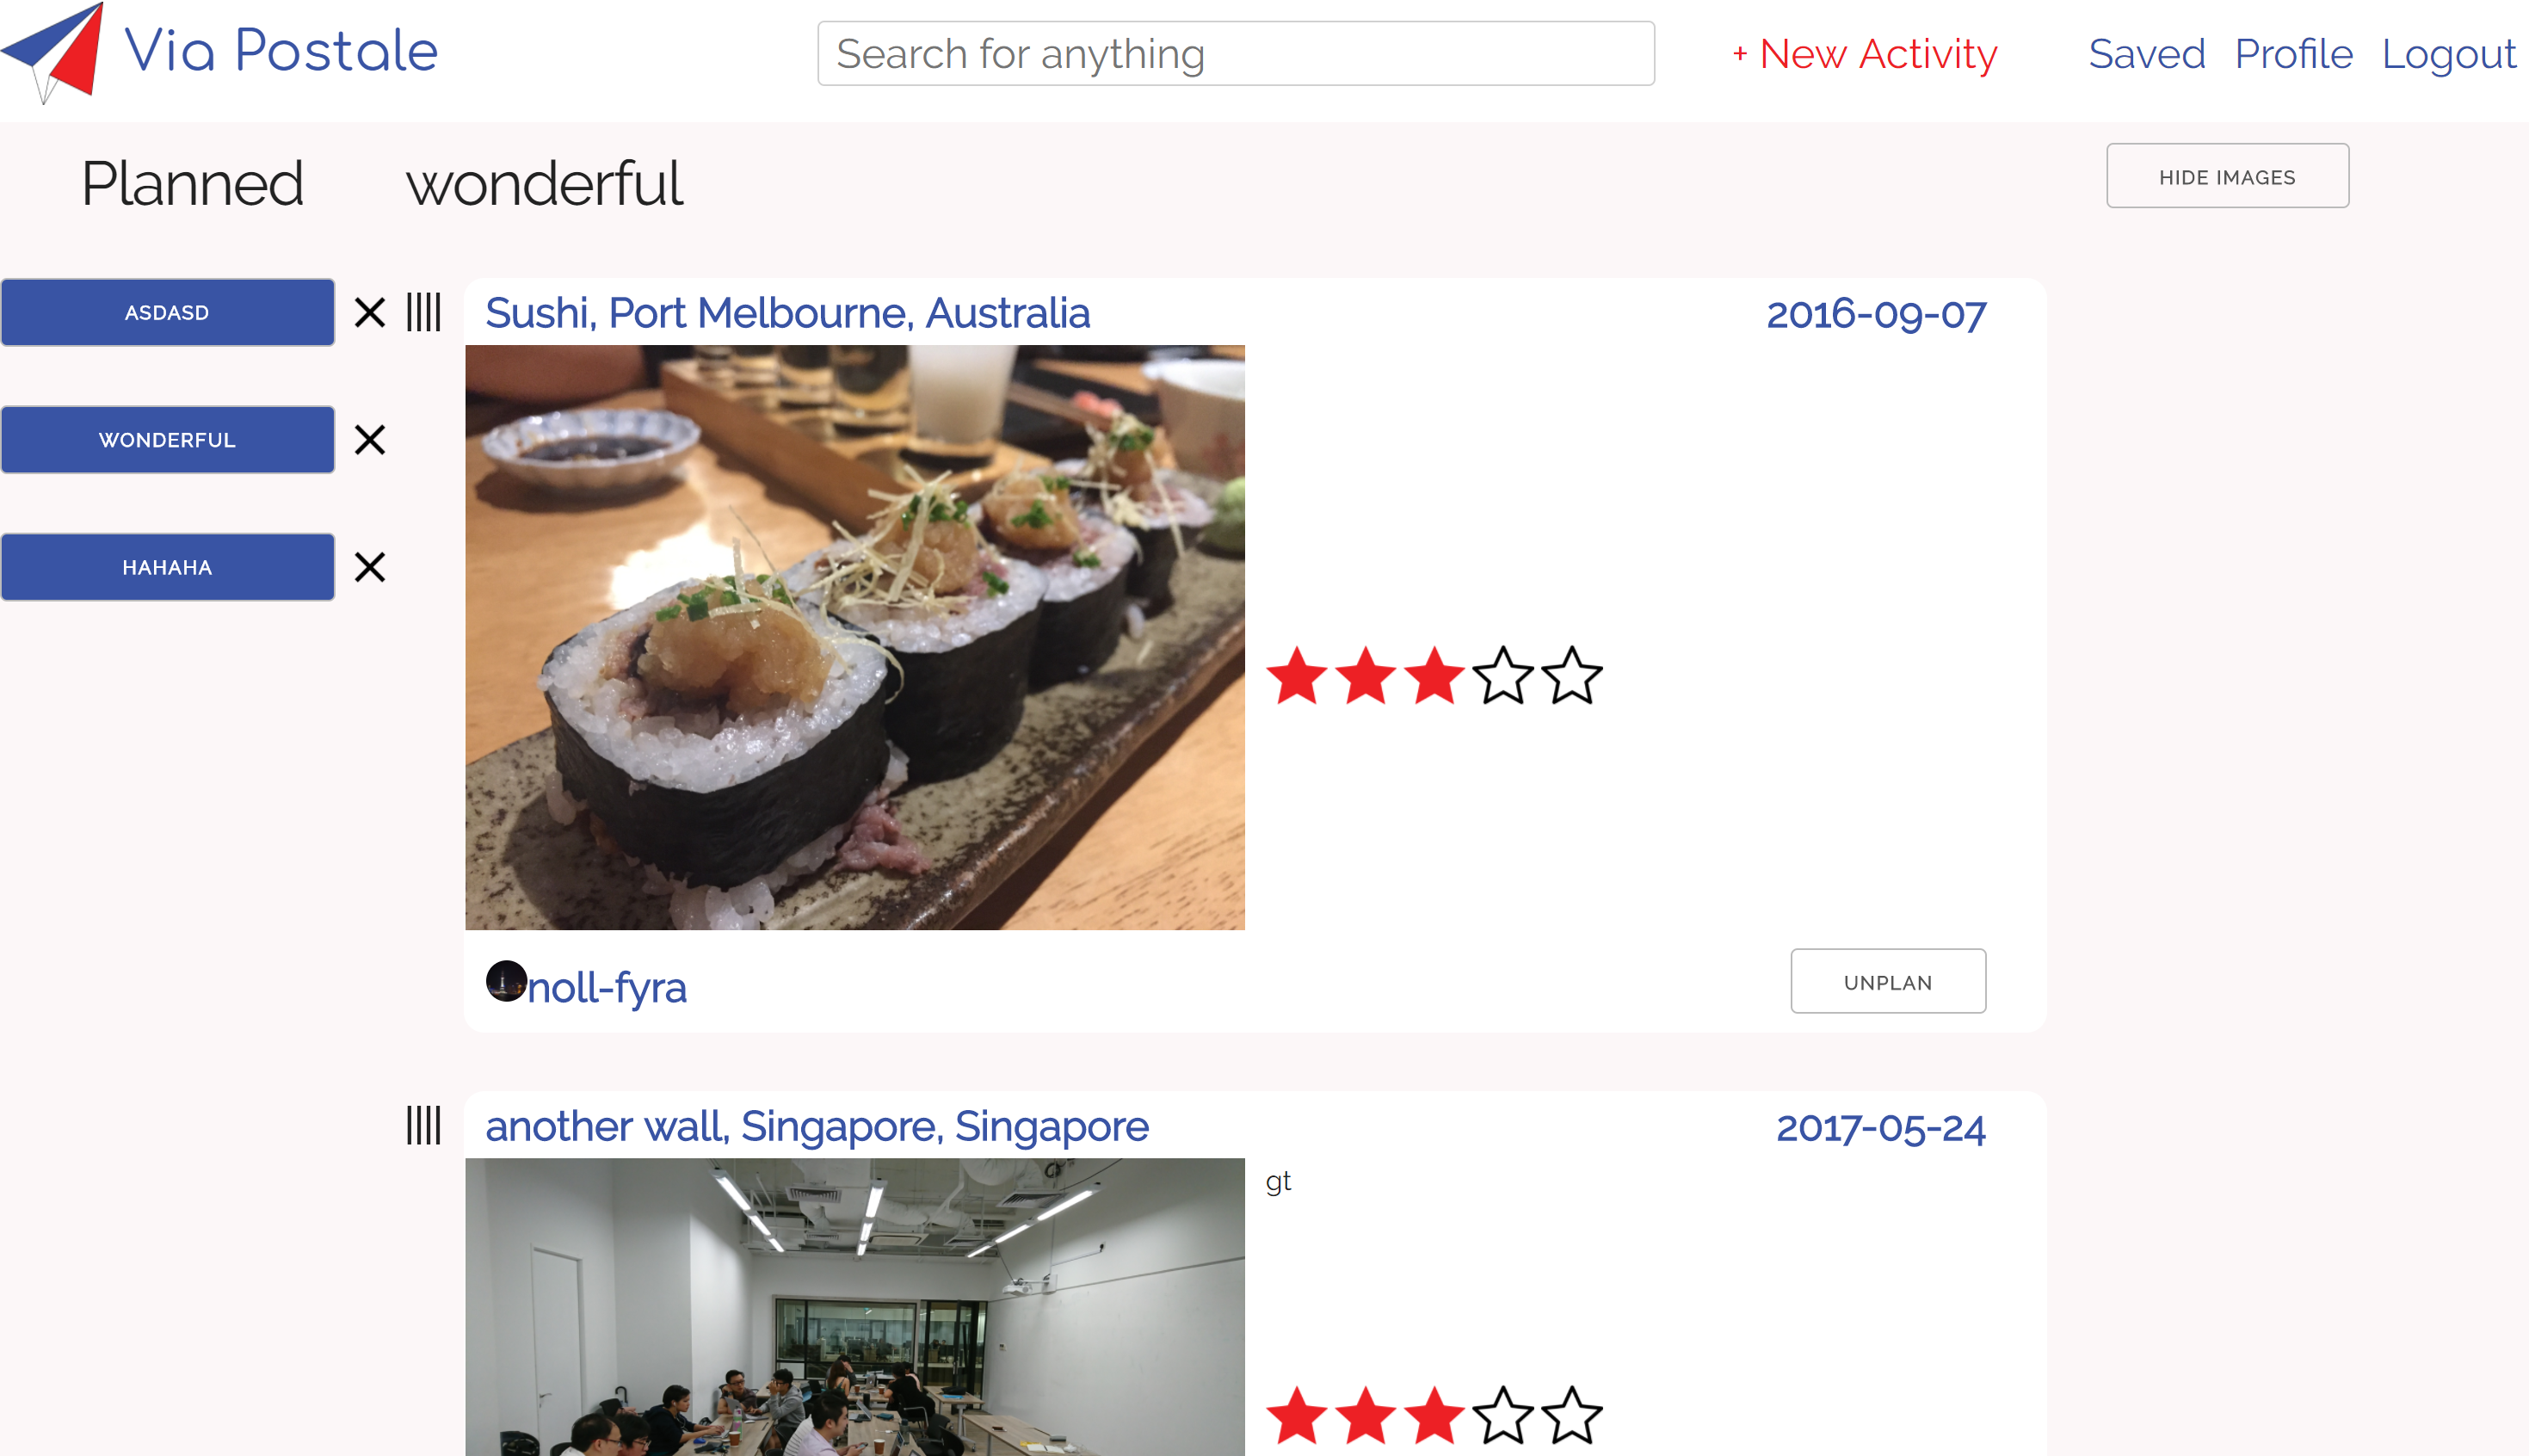 Via Postale
Search for anything
+ New Activity
Saved Profile Logout
Planned
wonderful
HIDE IMAGES
ASDASD
WONDERFUL
HAHAHA
Sushi, Port Melbourne, Australia
2016-09-07
noll-fyra
UNPLAN
another wall, Singapore, Singapore
2017-05-24
gt